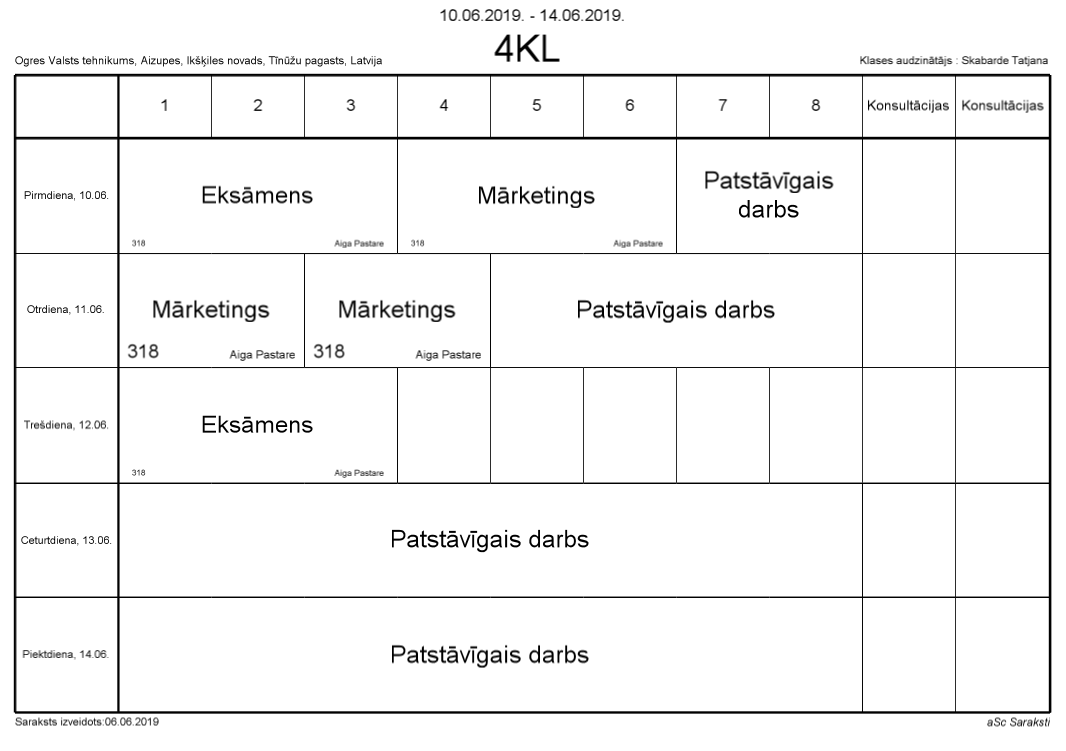 10.06.2019. - 14.06.2019.
4KL
Ogres Valsts tehnikums, Aizupes, Ikšķiles novads, Tīnūžu pagasts, Latvija
Klases audzinātājs : Skabarde Tatjana
1 2 3 4 5 6 7 8 Konsultācijas Konsultācijas
Pirmdiena, 10.06.
Eksāmens
318 Aiga Pastare
Mārketings
318 Aiga Pastare
Patstāvīgais
darbs
Otrdiena, 11.06.
Mārketings
318 Aiga Pastare
Mārketings
318 Aiga Pastare
Patstāvīgais darbs
Trešdiena, 12.06.
Eksāmens
318 Aiga Pastare
Ceturtdiena, 13.06.
Patstāvīgais darbs
Piektdiena, 14.06.
Patstāvīgais darbs
Saraksts izveidots:06.06.2019
aSc Saraksti